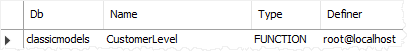 Db Name Type Definer
classicmodels CustomerLevel FUNCTION root@localhost